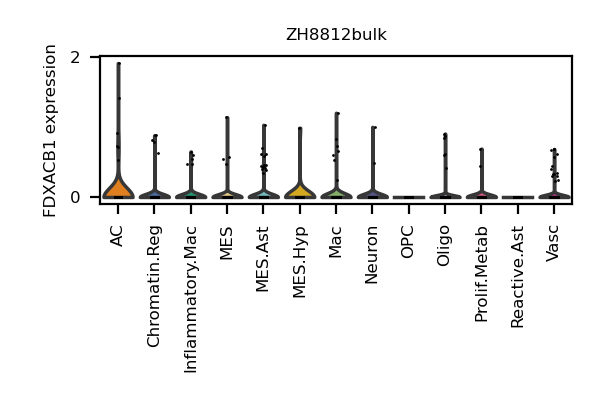 ZH8812bulk
FDXACB1 expression
2
0
AC
Chromatin.Reg
Inflammatory.Mac
MES
MES.Ast
MES.Hyp
Mac
Neuron
OPC
Oligo
Prolif.Metab
Reactive.Ast
Vasc